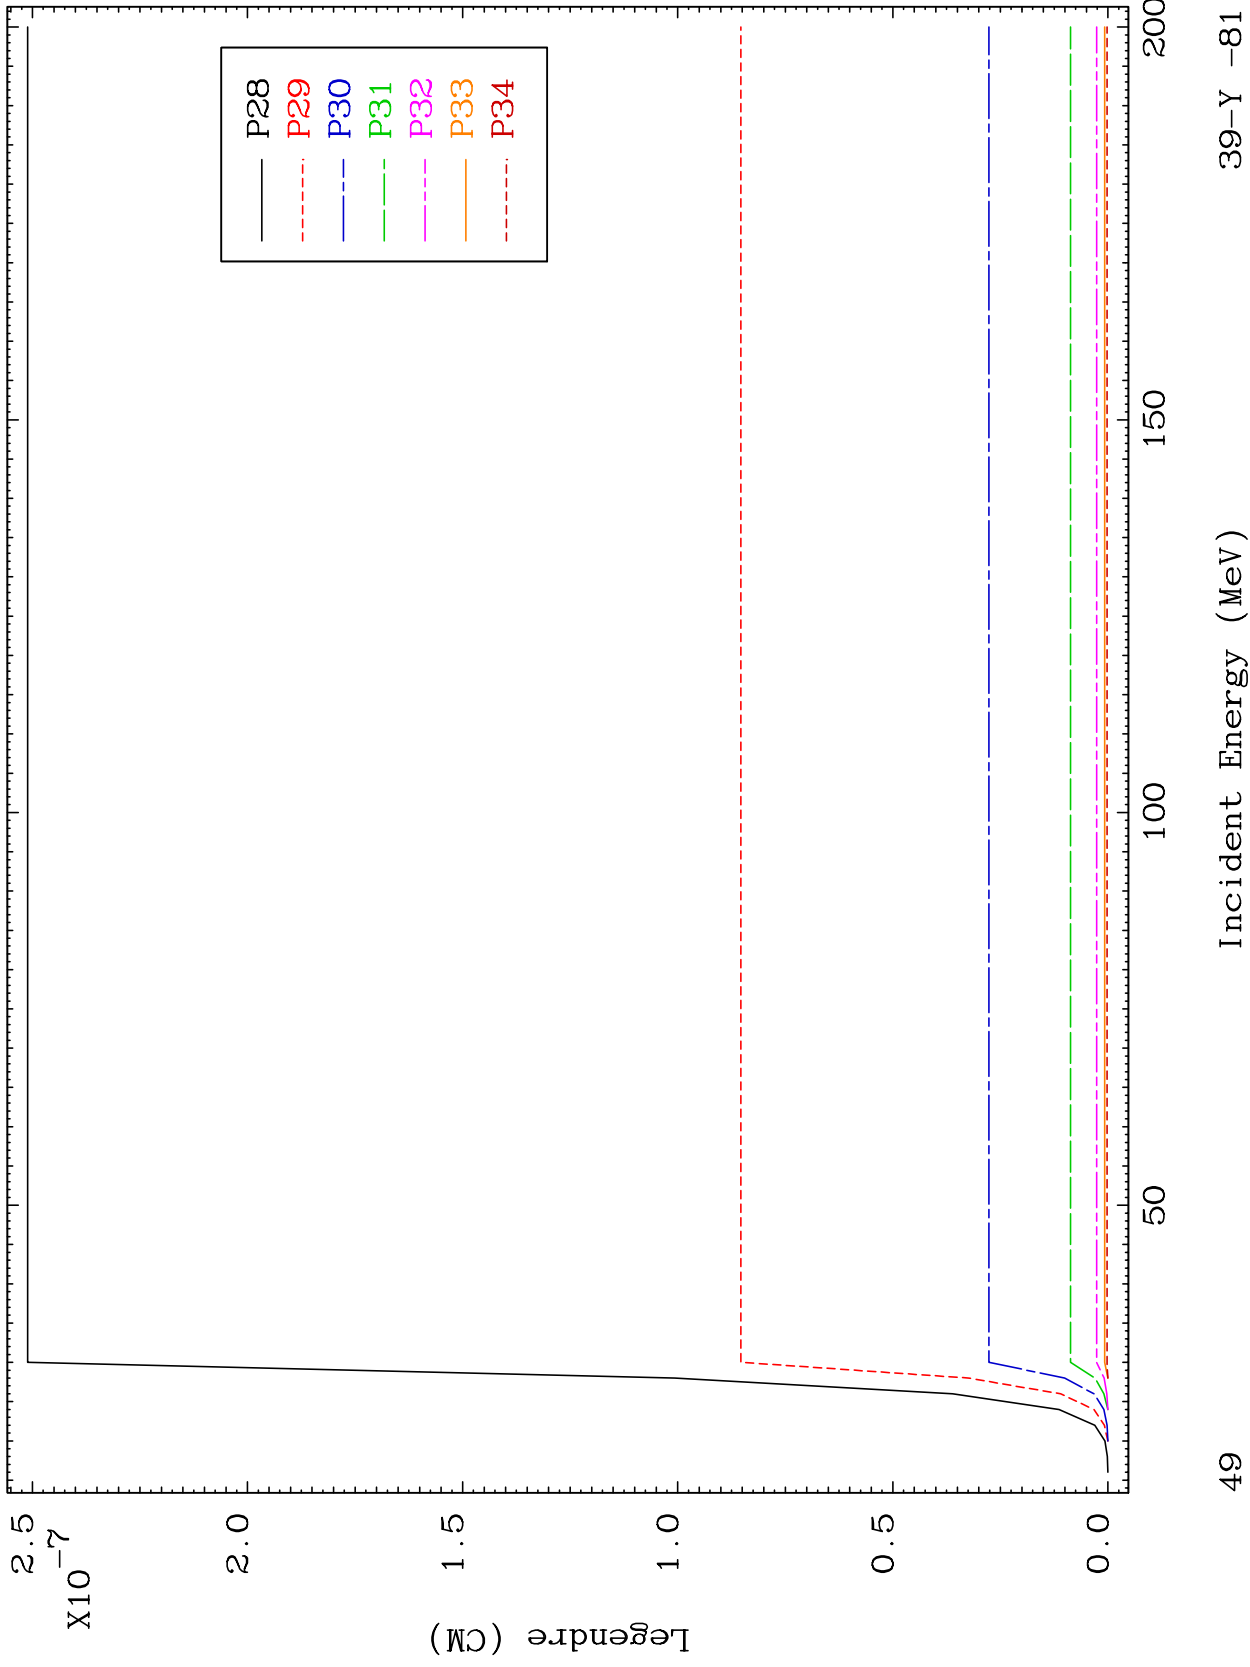 P28
P29
P30
P31
P32
P33
P34
2.5
X10-7
2.0
1.5
1.0
0.5
0.0
Legendre (CM)
50
100
150
200
49
Incident Energy (MeV)
39-Y -81